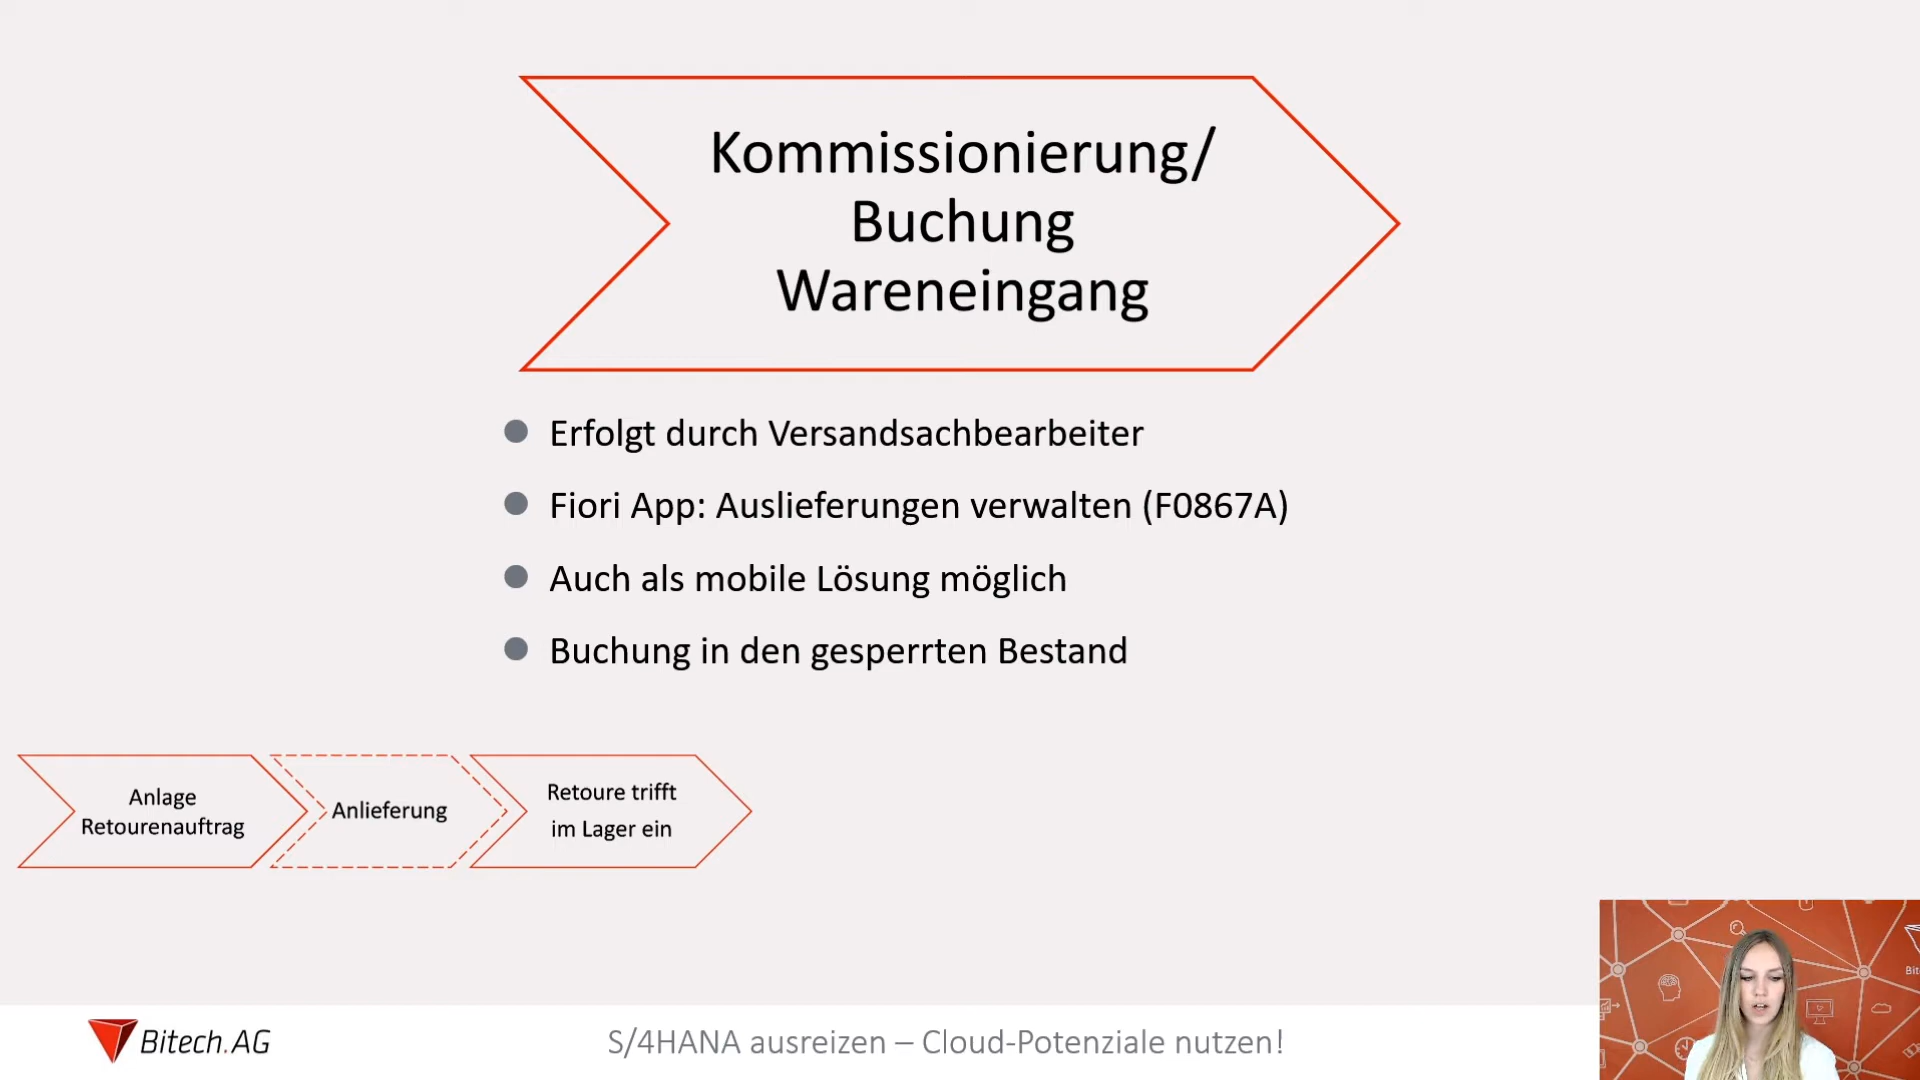 Kommissionierung/
Buchung
Wareneingang
Erfolgt durch Versandsachbearbeiter
Fiori App: Auslieferungen verwalten (F0867A)
Auch als mobile Lösung möglich
Buchung in den gesperrten Bestand
Anlage
Retourenauftrag
Anlieferung
Retoure trifft
im Lager ein
Bitech.AG
S/4HANA ausreizen – Cloud-Potenziale nutzen!
Bit